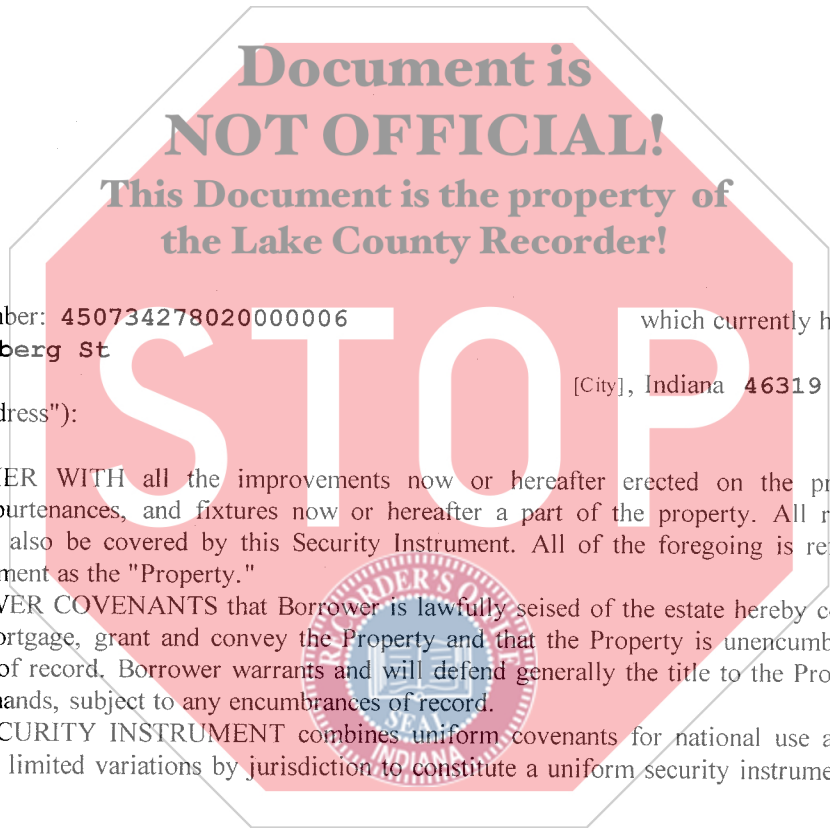 Document is
NOT OFFICIAL!
This Document is the property of
the Lake County Recorder!
STOP
mber: 450734278020000006 which currently h
berg St
[City], Indiana 46319
dress"):
HER WITH all the improvements now or hereafter erected on the pr
purtenances, and fixtures now or hereafter a part of the property. All r
also be covered by this Security Instrument. All of the foregoing is re
ment as the "Property."
WER COVENANTS that Borrower is lawfully seised of the estate hereby c
ortgage, grant and convey the Property and that the Property is unencumb
of record. Borrower warrants and will defend generally the title to the Pro
mands, subject to any encumbrances of record.
CURITY INSTRUMENT combines uniform covenants for national use a
limited variations by jurisdiction to constitute a uniform security instrume
RECORDER'S OFFICE
SEAL
INDIANA